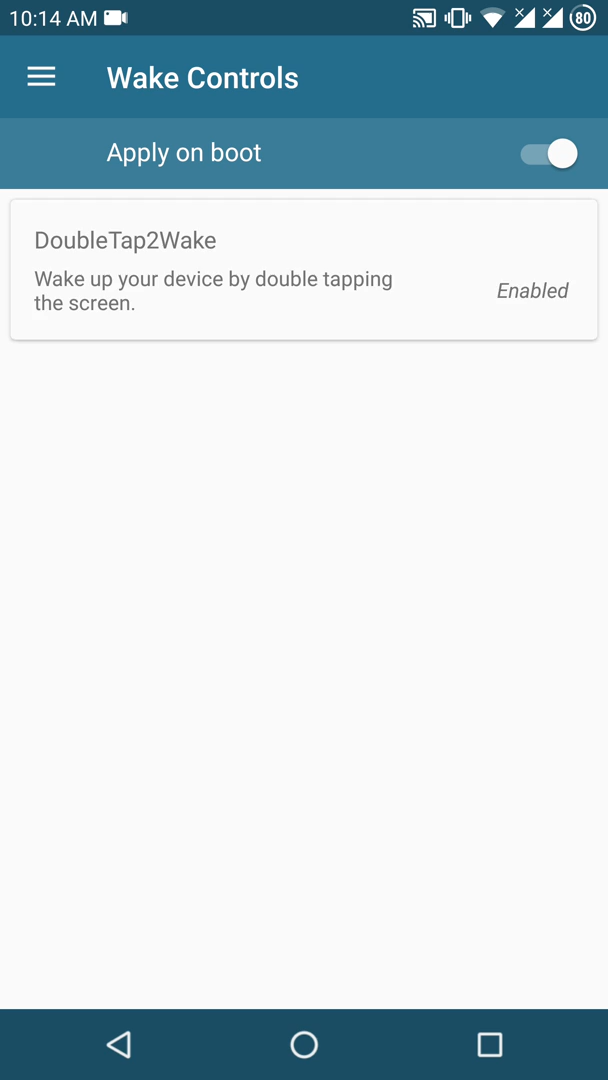 10:14 AM
80
Wake Controls
Apply on boot
DoubleTap2Wake
Wake up your device by double tapping
the screen.
Enabled